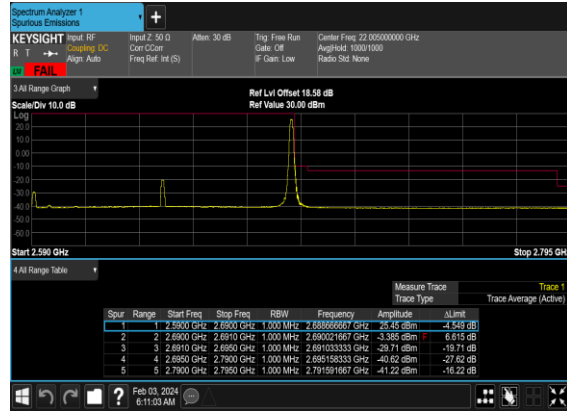 Spectrum Analyzer 1
Spurious Emissions
KEYSIGHT Input: RF Input Z: 50 Ω Atten: 30 dB Trig: Free Run Center Freq: 22.005000000 GHz
R T Coupling: DC Corr CCorr Gate: Off Avg|Hold: 1000/1000
Align: Auto Freq Ref: Int (S) IF Gain: Low Radio Std: None
LW FAIL
3 All Range Graph
Ref Lvl Offset 18.58 dB
Scale/Div 10.0 dB Ref Value 30.00 dBm
Log
20.0
10.0
0.00
-10.0
-20.0
-30.0
-40.0
-50.0
-60.0
Start 2.590 GHz Stop 2.795 GH
4 All Range Table
Measure Trace Trace 1
Trace Type Trace Average (Active)
Spur Range Start Freq Stop Freq RBW Frequency Amplitude ΔLimit
1 1 2.5900 GHz 2.6900 GHz 1.000 MHz 2.688666667 GHz 25.45 dBm -4.549 dB
2 2 2.6900 GHz 2.6910 GHz 1.000 MHz 2.690021667 GHz -3.385 dBm F 6.615 dB
3 3 2.6910 GHz 2.6950 GHz 1.000 MHz 2.691033333 GHz -29.71 dBm -19.71 dB
4 4 2.6950 GHz 2.7900 GHz 1.000 MHz 2.695158333 GHz -40.62 dBm -27.62 dB
5 5 2.7900 GHz 2.7950 GHz 1.000 MHz 2.791591667 GHz -41.22 dBm -16.22 dB
Feb 03, 2024
6:11:03 AM